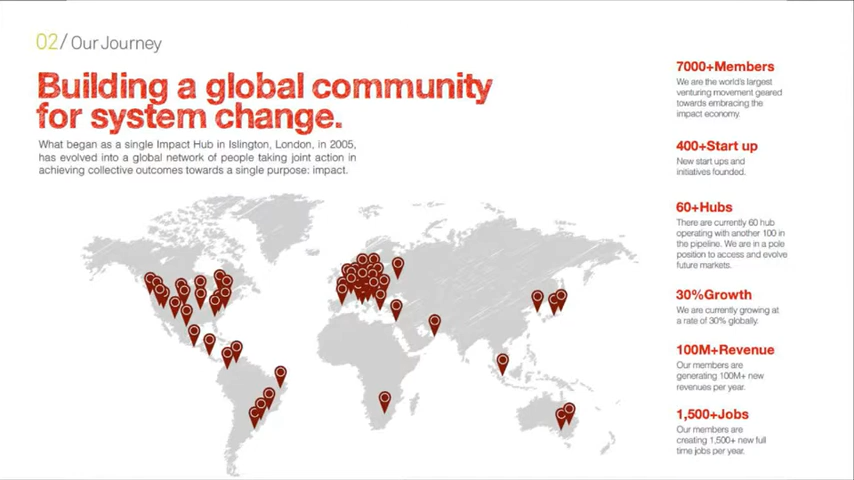 02/ Our Journey
Building a global community
for system change.
What began as a single Impact Hub in Islington, London, in 2005,
has evolved into a global network of people taking joint action in
achieving collective outcomes towards a single purpose: impact.
7000+Members
We are the world's largest
venturing movement geared
towards embracing the
impact economy.
400+Start up
New start ups and
initiatives founded.
60+Hubs
There are currently 60 hub
operating with another 100 in
the pipeline. We are in a pole
position to access and evolve
future markets.
30%Growth
We are currently growing at
a rate of 30% globally.
100M+Revenue
Our members are
generating 100M+ new
revenues per year.
1,500+Jobs
Our members are
creating 1,500+ new full
time jobs per year.